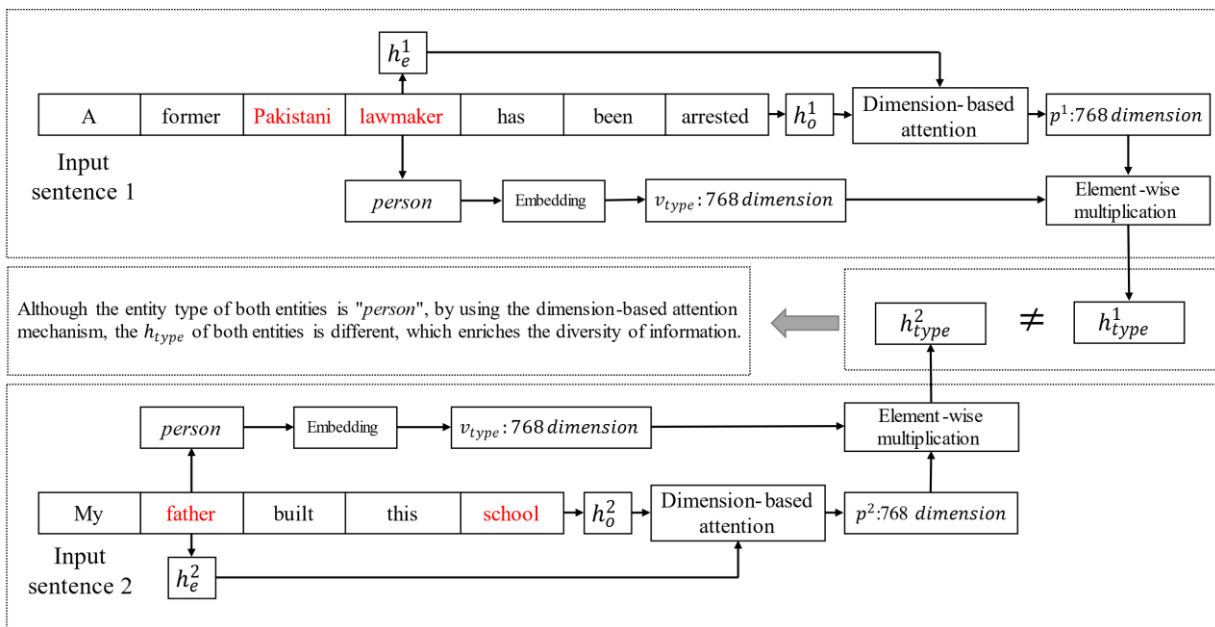 h_e^1
A former Pakistani lawmaker has been arrested
h_o^1
Dimension-based
attention
p^1:768 dimension
Input
sentence 1
person
Embedding
v_type: 768 dimension
Element-wise
multiplication
Although the entity type of both entities is "person", by using the dimension-based attention
mechanism, the h_type of both entities is different, which enriches the diversity of information.
h_type^2 ≠ h_type^1
person
Embedding
v_type: 768 dimension
Element-wise
multiplication
My father built this school
h_o^2
Dimension-based
attention
p^2:768 dimension
Input
sentence 2
h_e^2